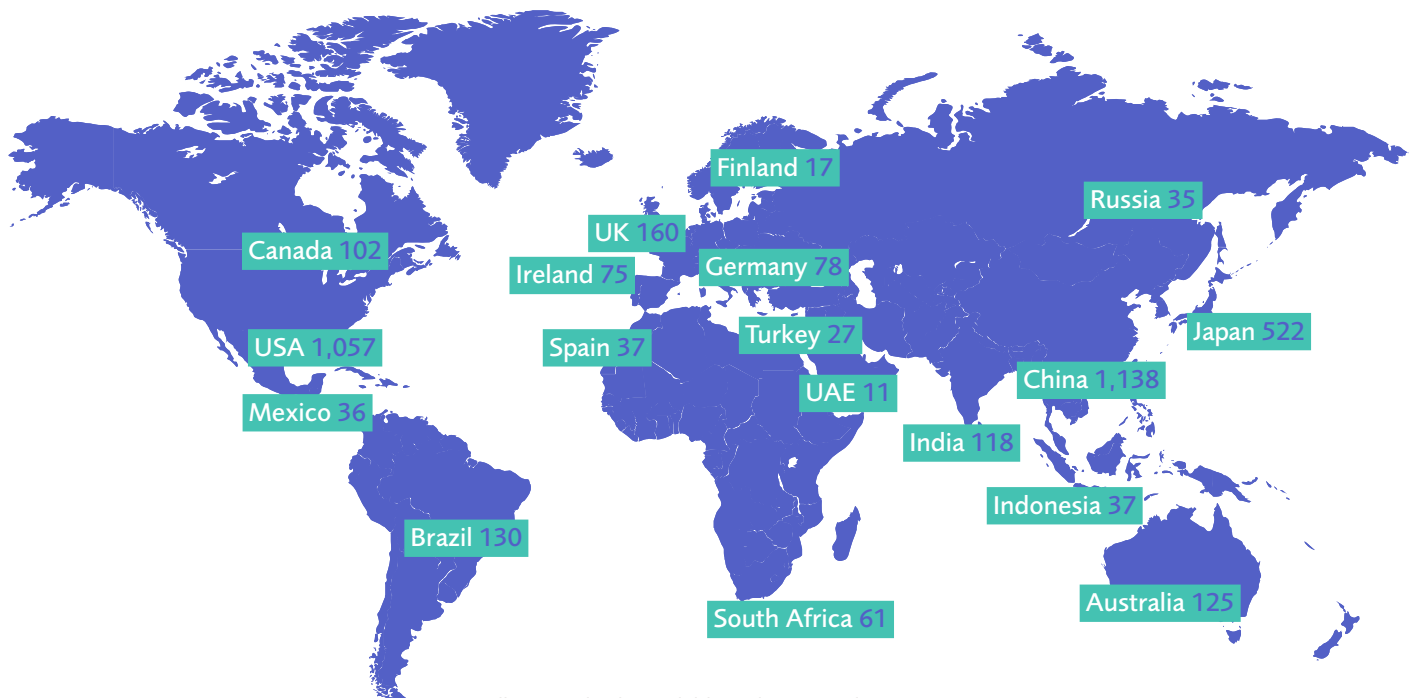 Finland 17
Russia 35
UK 160
Canada 102
Germany 78
Ireland 75
Japan 522
Turkey 27
USA 1,057
Spain 37
China 1,138
UAE 11
Mexico 36
India 118
Indonesia 37
Brazil 130
Australia 125
South Africa 61